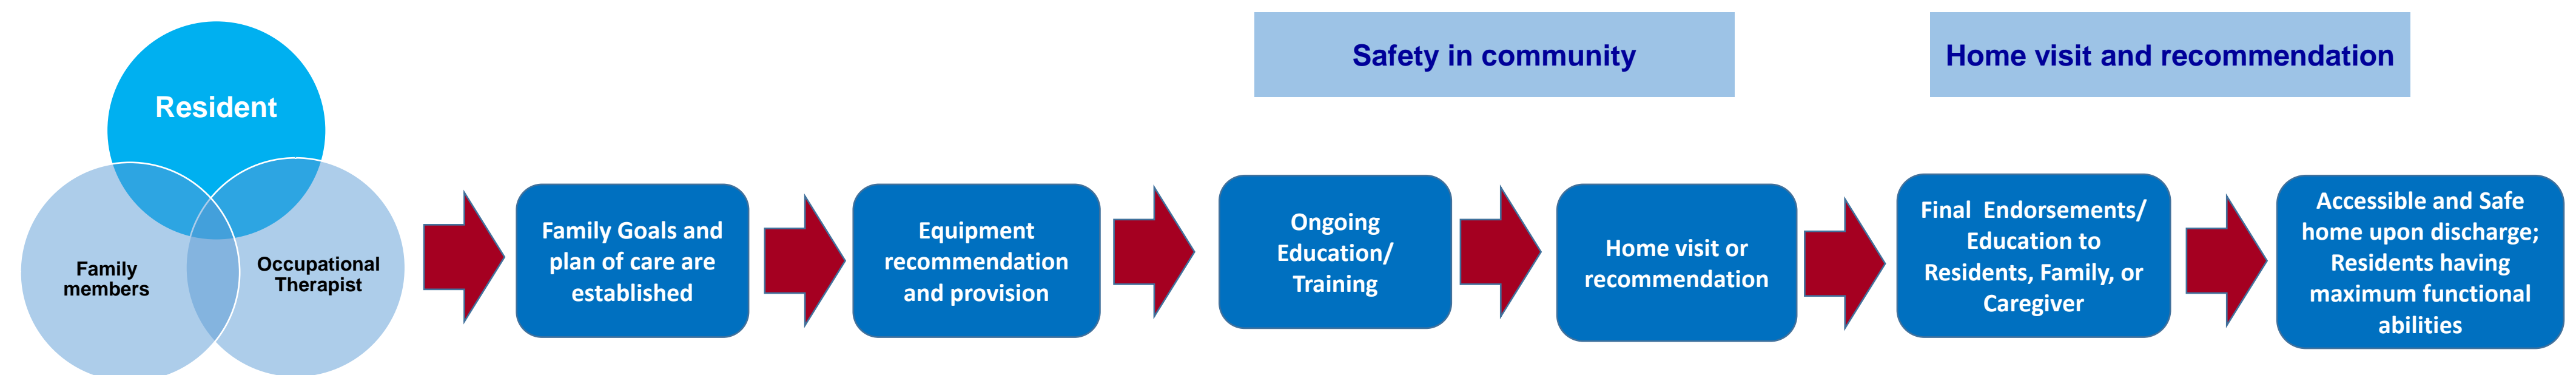 Safety in community
Home visit and recommendation
Resident
Family
members
Occupational
Therapist
Family Goals and
plan of care are
established
Equipment
recommendation
and provision
Ongoing
Education/
Training
Home visit or
recommendation
Final  Endorsements/
Education to
Residents, Family, or
Caregiver
Accessible and Safe
home upon discharge;
Residents having
maximum functional
abilities